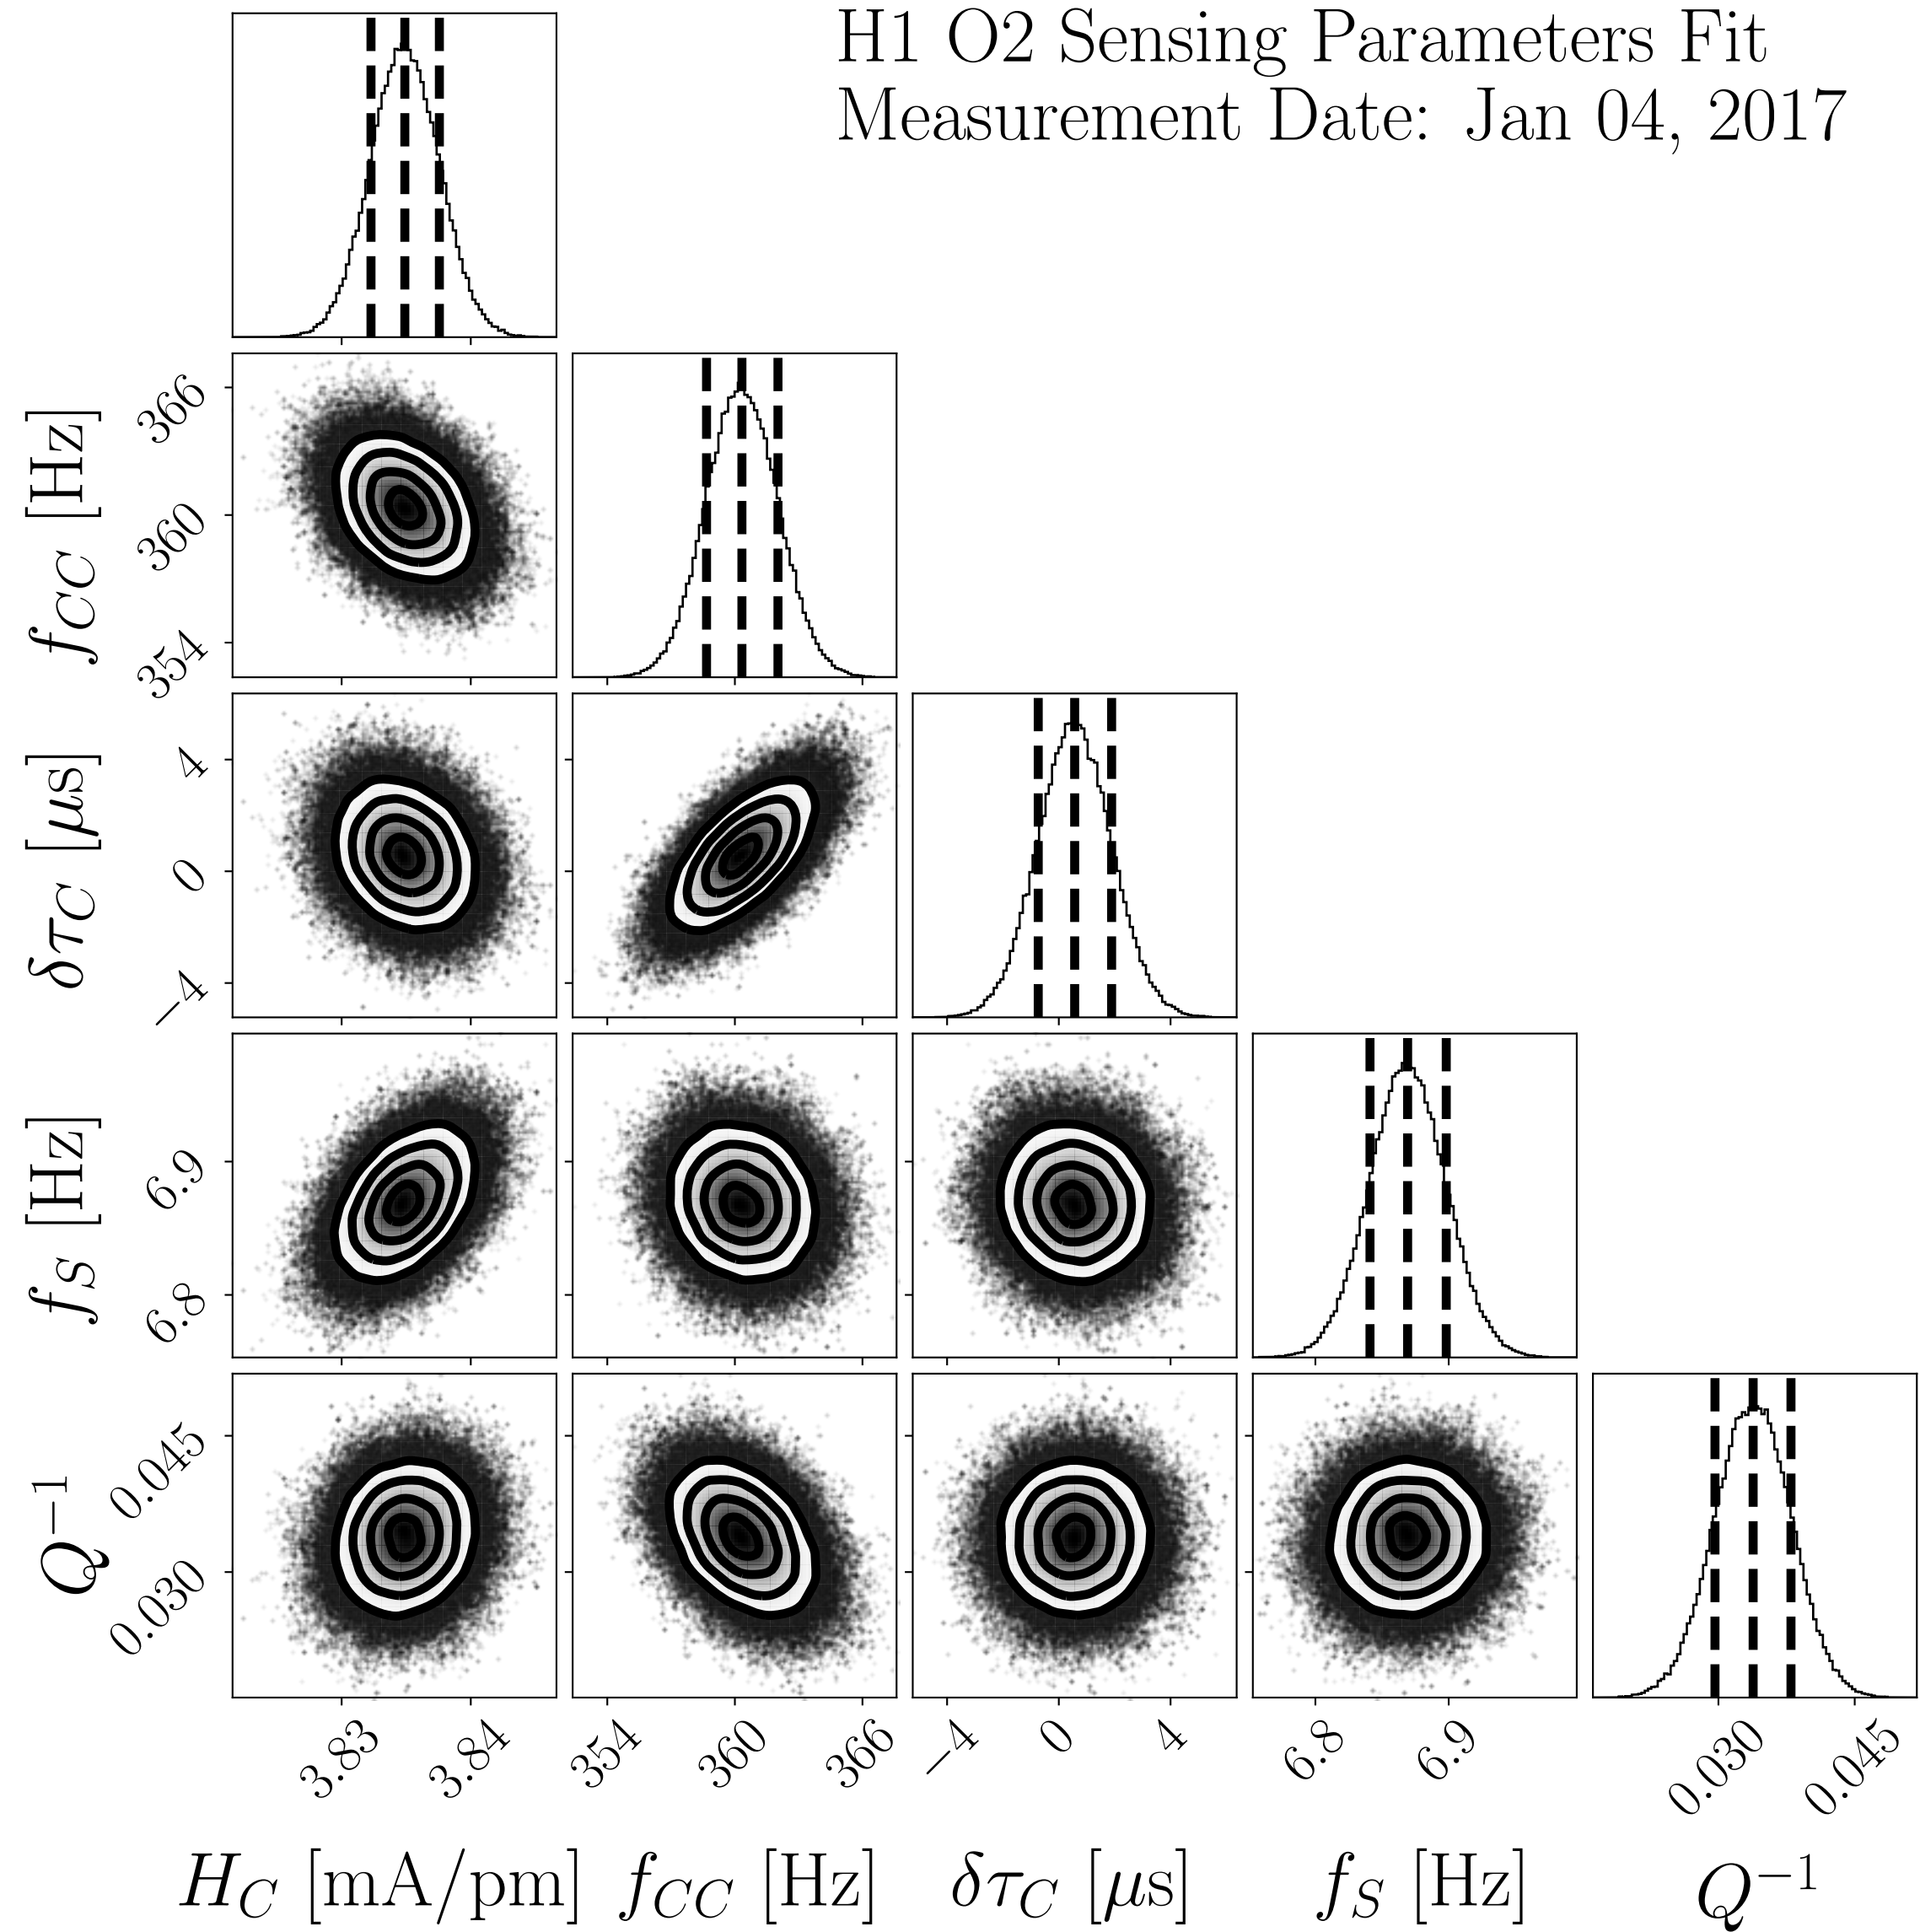 H1 O2 Sensing Parameters Fit
Measurement Date: Jan 04, 2017
f_CC [Hz]
366
360
354
δτ_C [μs]
4
0
−4
f_S [Hz]
6.9
6.8
Q^−1
0.045
0.030
3.83 3.84 354 360 366 −4 0 4 6.8 6.9 0.030 0.045
H_C [mA/pm] f_CC [Hz] δτ_C [μs] f_S [Hz] Q^−1